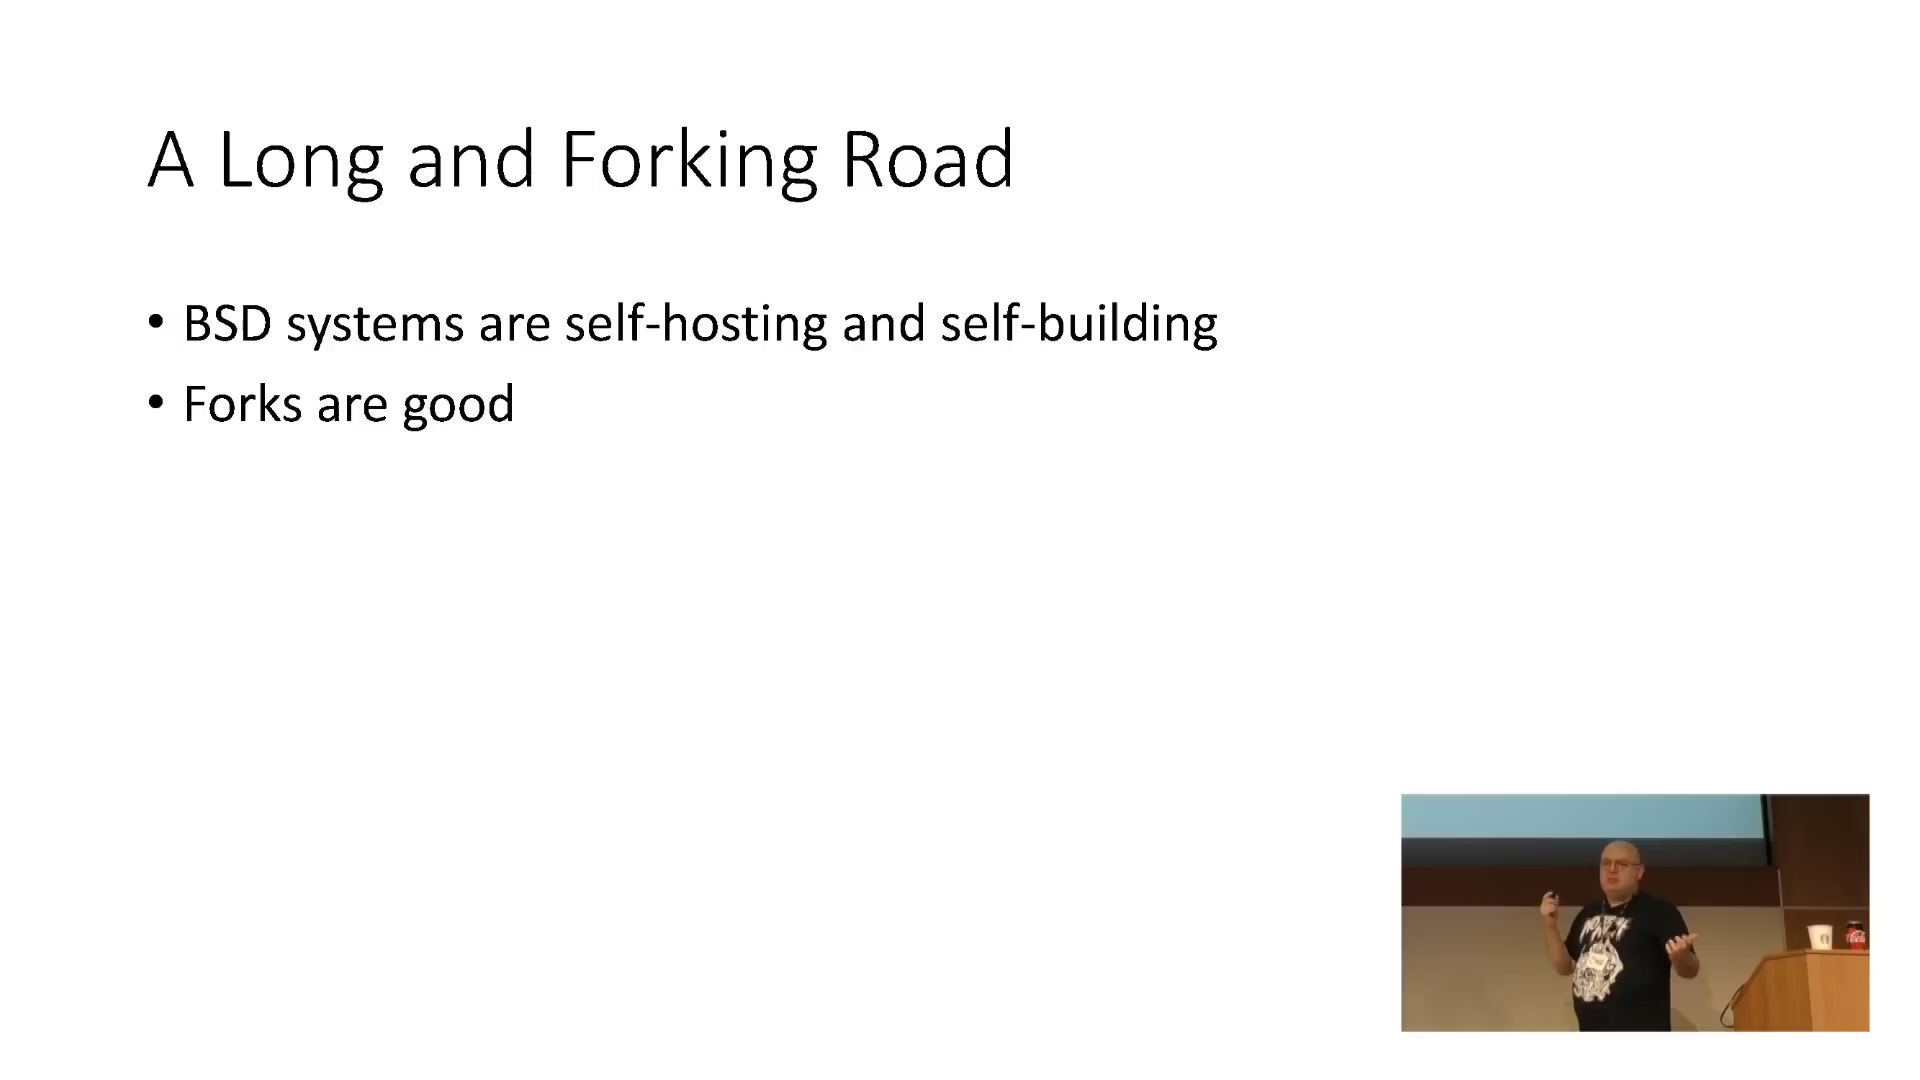 A Long and Forking Road
• BSD systems are self-hosting and self-building
• Forks are good